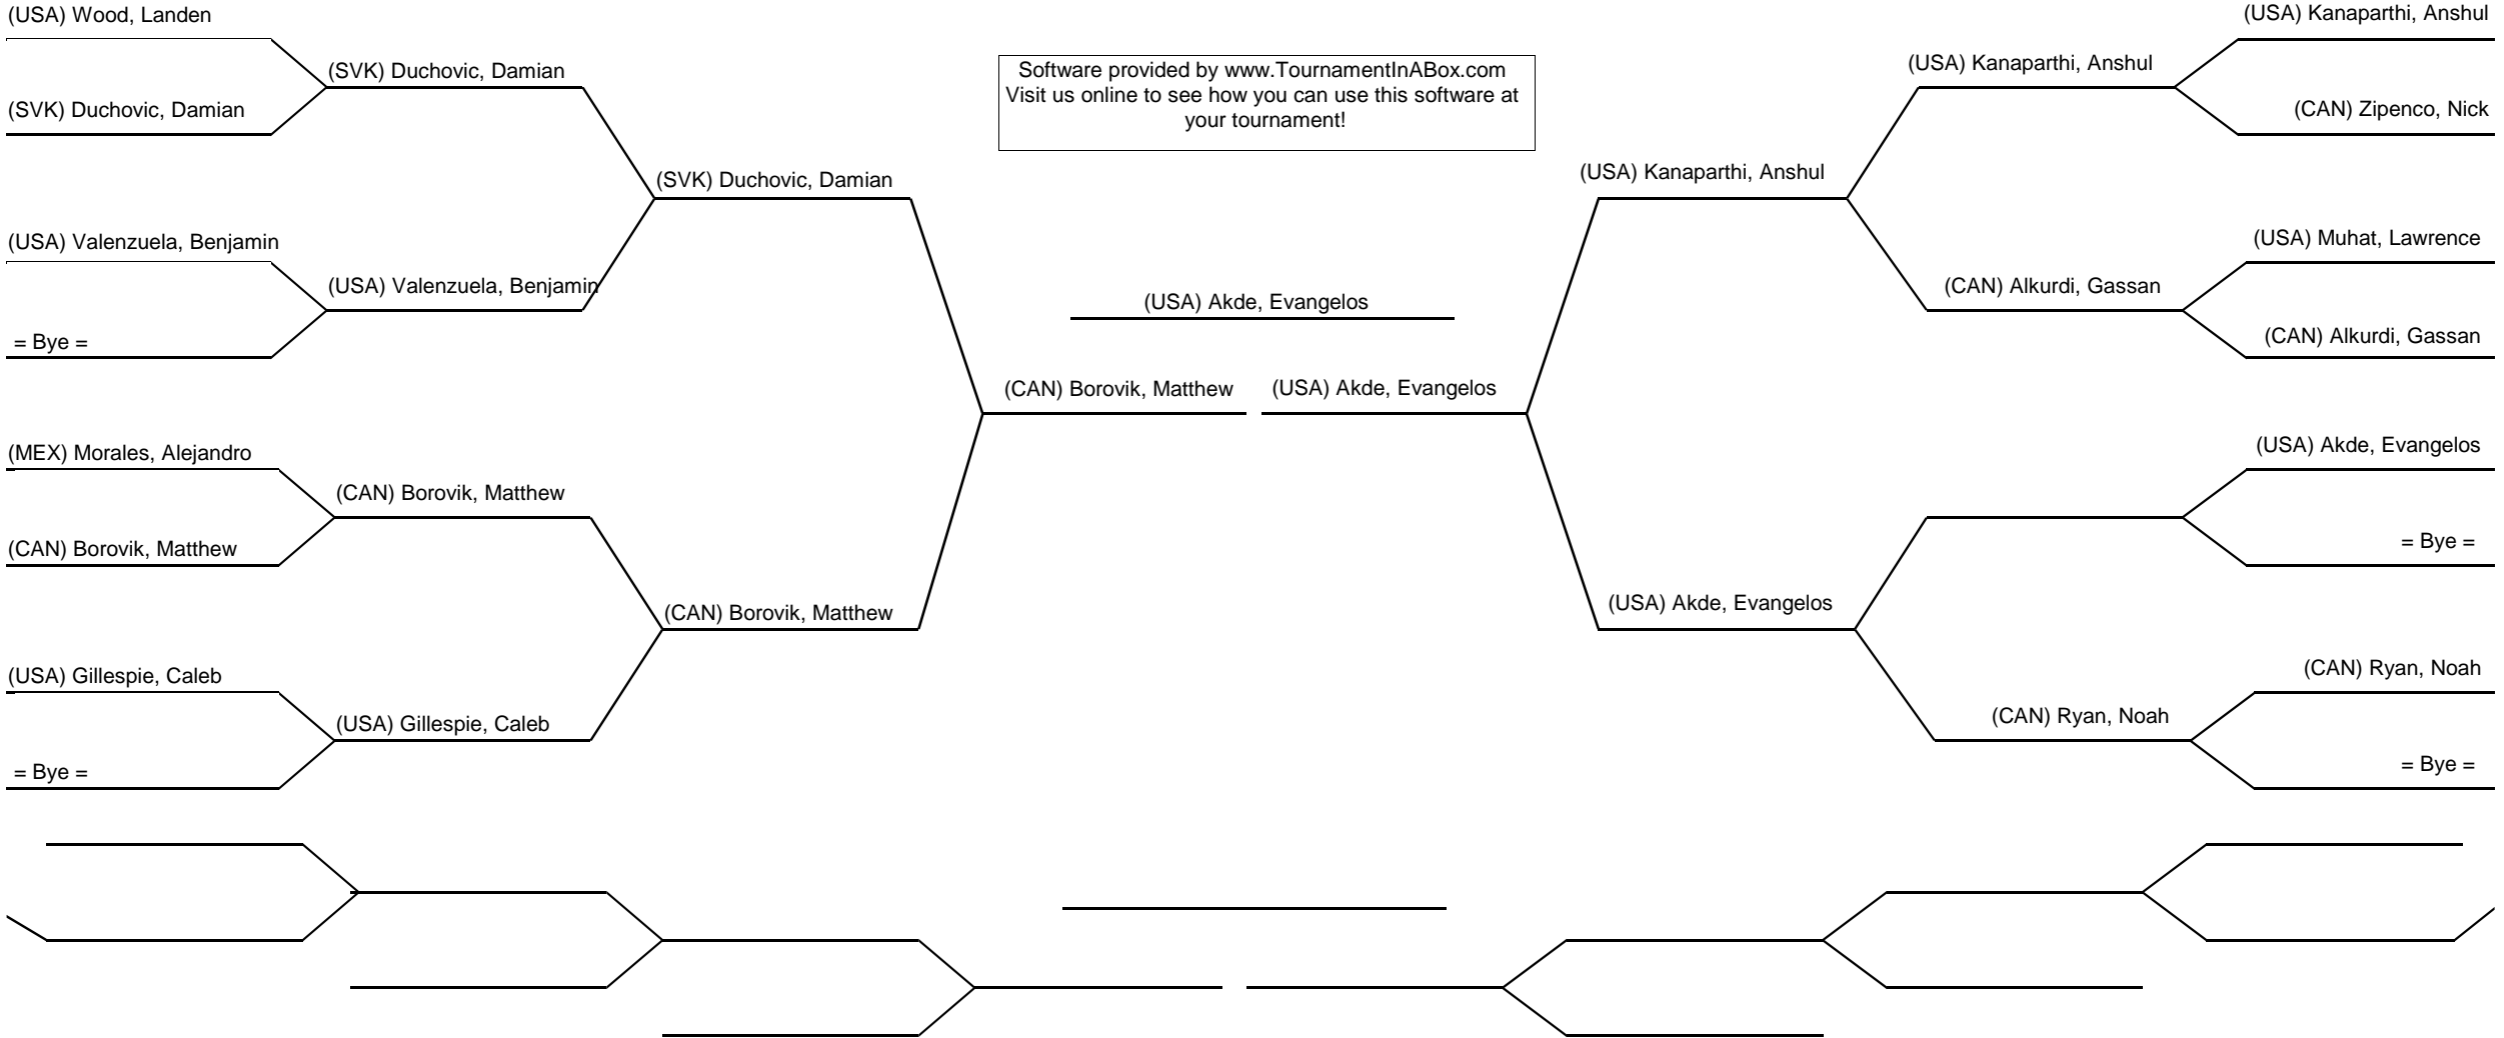 (USA) Wood, Landen
(SVK) Duchovic, Damian
(USA) Valenzuela, Benjamin
= Bye =
(MEX) Morales, Alejandro
(CAN) Borovik, Matthew
(USA) Gillespie, Caleb
= Bye =
(SVK) Duchovic, Damian
(USA) Valenzuela, Benjamin
(CAN) Borovik, Matthew
(USA) Gillespie, Caleb
(SVK) Duchovic, Damian
(CAN) Borovik, Matthew
Software provided by www.TournamentInABox.com
Visit us online to see how you can use this software at
your tournament!
(USA) Akde, Evangelos
(CAN) Borovik, Matthew
(USA) Akde, Evangelos
(USA) Kanaparthi, Anshul
(USA) Akde, Evangelos
(USA) Kanaparthi, Anshul
(CAN) Alkurdi, Gassan
(CAN) Ryan, Noah
(USA) Kanaparthi, Anshul
(CAN) Zipenco, Nick
(USA) Muhat, Lawrence
(CAN) Alkurdi, Gassan
(USA) Akde, Evangelos
= Bye =
(CAN) Ryan, Noah
= Bye =